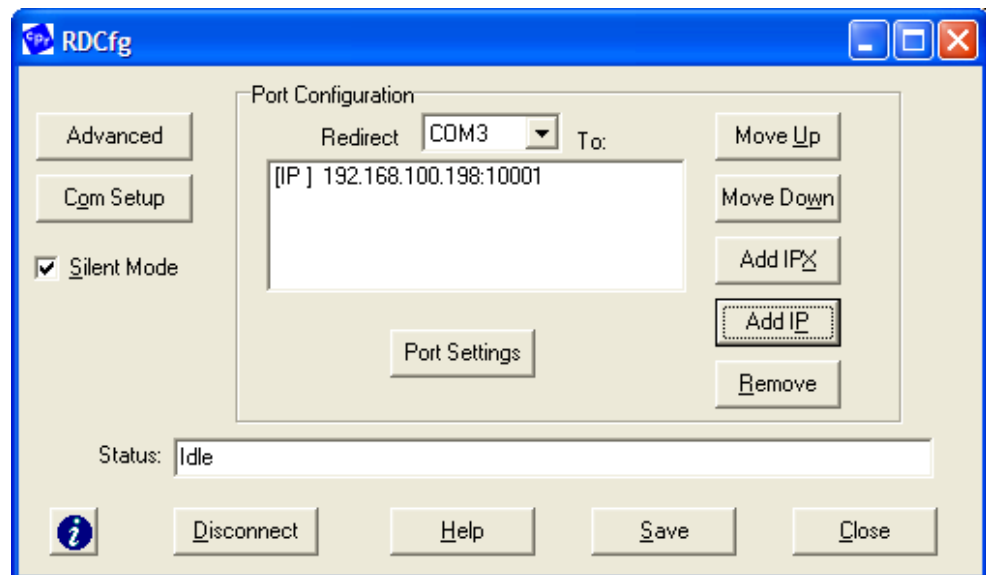 cpr RDCfg
Port Configuration
Advanced
Redirect COM3 To:
Move Up
[IP ] 192.168.100.198:10001
Com Setup
Move Down
Silent Mode
Add IPX
Add IP
Port Settings
Remove
Status: Idle
i Disconnect Help Save Close